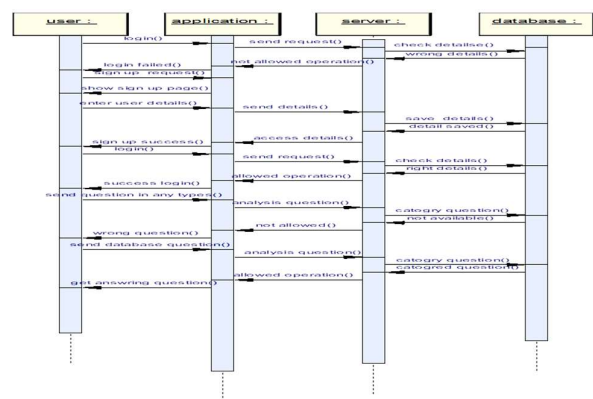 user :
application :
server :
database :
login()
send request()
check detailse()
wrong details()
not allowed operation()
login failed()
sign up request()
show sign up page()
enter user details()
send details()
save details()
detail saved()
access details()
sign up success()
login()
send request()
check details()
right details()
allowed operation()
success login()
send question in any types()
analysis question()
catogry question()
not available()
not allowed()
wrong question()
send database question()
analysis question()
catogry question()
catogred question()
allowed operation()
get answring question()